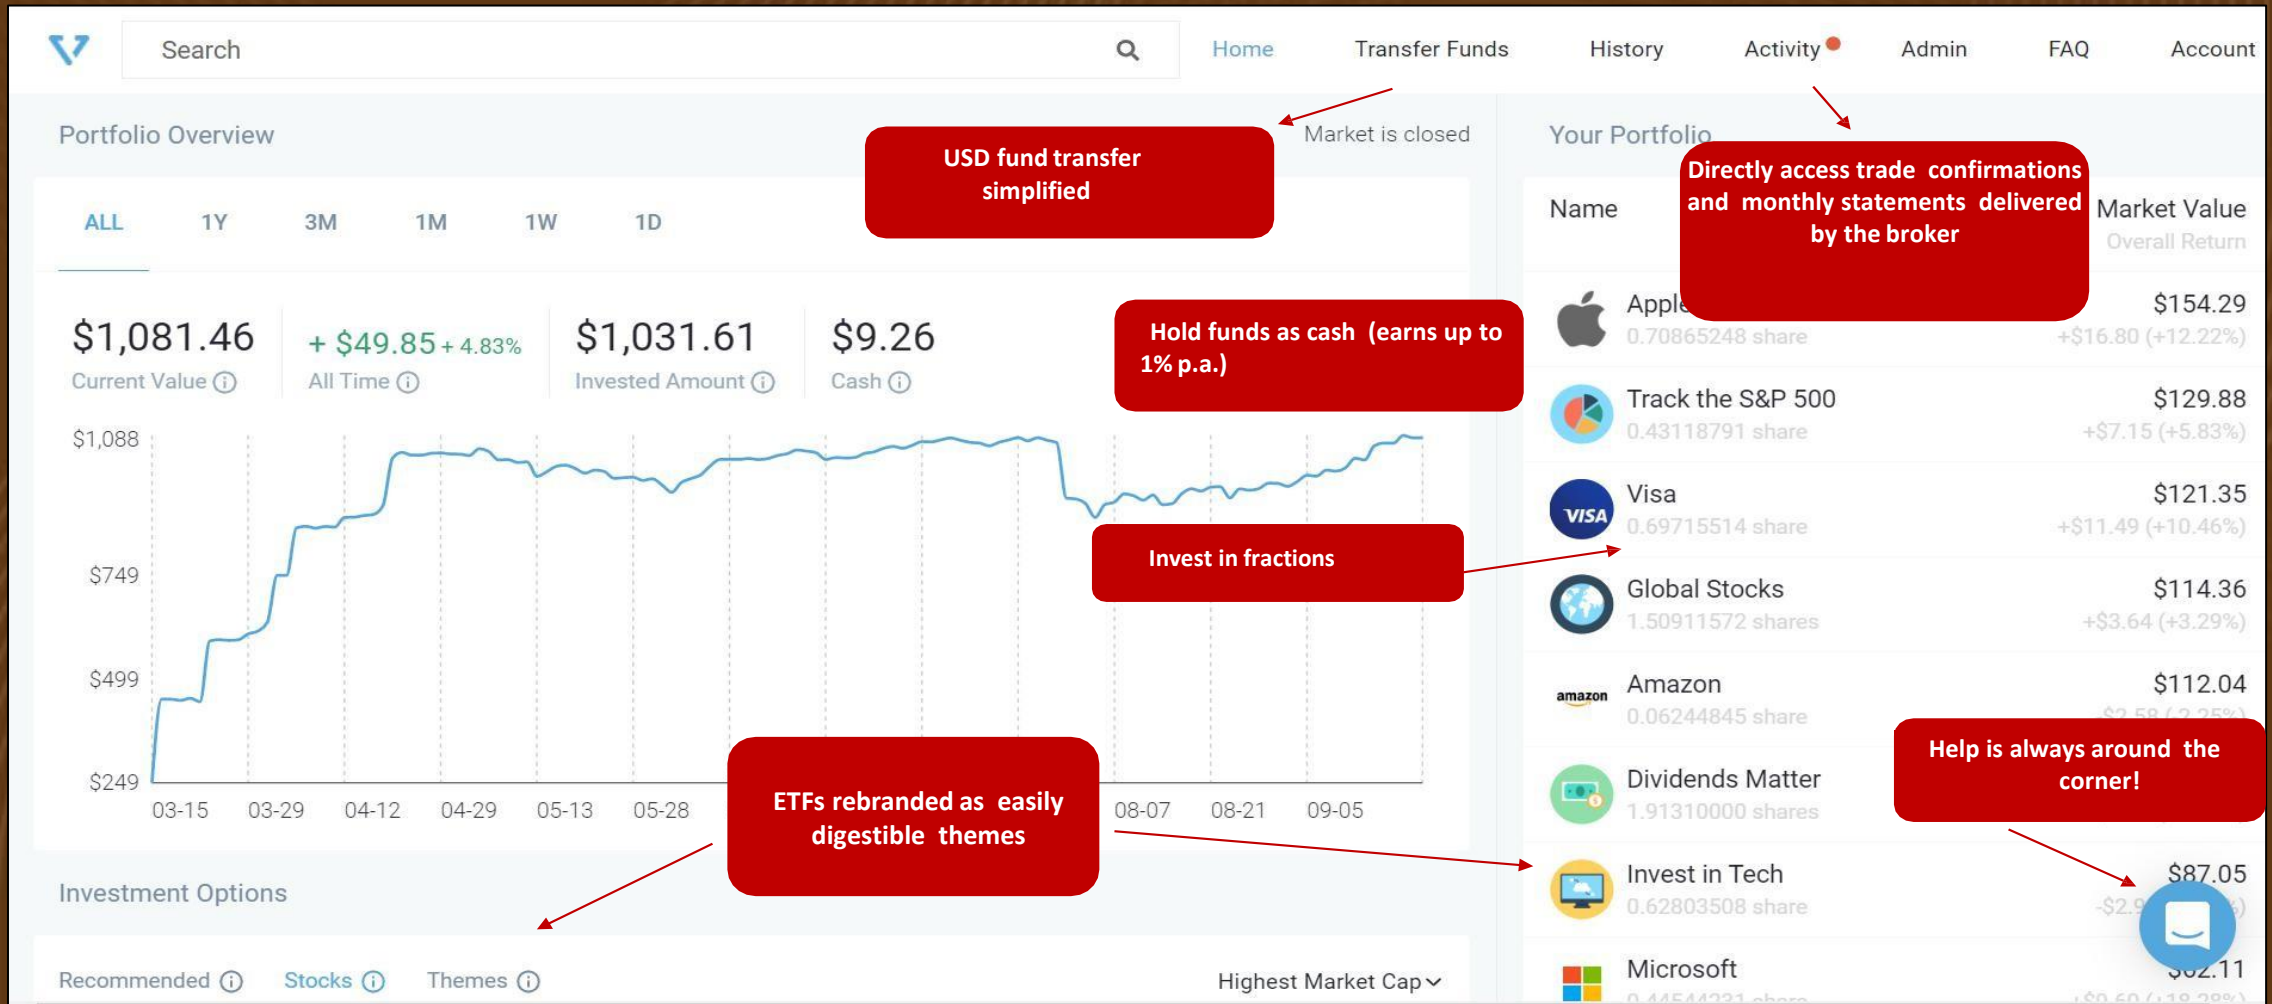 Search
Home
Transfer Funds
History
Activity
Admin
FAQ
Account
Portfolio Overview
Market is closed
USD fund transfer
simplified
ALL
1Y
3M
1M
1W
1D
$1,081.46
Current Value
+ $49.85 + 4.83%
All Time
$1,031.61
Invested Amount
$9.26
Cash
Hold funds as cash (earns up to
1% p.a.)
$1,088
$749
$499
$249
03-15
03-29
04-12
04-29
05-13
05-28
08-07
08-21
09-05
Invest in fractions
ETFs rebranded as easily
digestible themes
Investment Options
Recommended
Stocks
Themes
Highest Market Cap
Your Portfolio
Directly access trade confirmations
and monthly statements delivered
by the broker
Name
Market Value
Overall Return
Apple
$154.29
0.70865248 share
+$16.80 (+12.22%)
Track the S&P 500
$129.88
0.43118791 share
+$7.15 (+5.83%)
VISA
Visa
$121.35
0.69715514 share
+$11.49 (+10.46%)
Global Stocks
$114.36
1.50911572 shares
+$3.64 (+3.29%)
amazon
Amazon
$112.04
0.06244845 share
-$2.58 (-2.25%)
Help is always around the
corner!
Dividends Matter
1.91310000 shares
Invest in Tech
$87.05
0.62803508 share
Microsoft